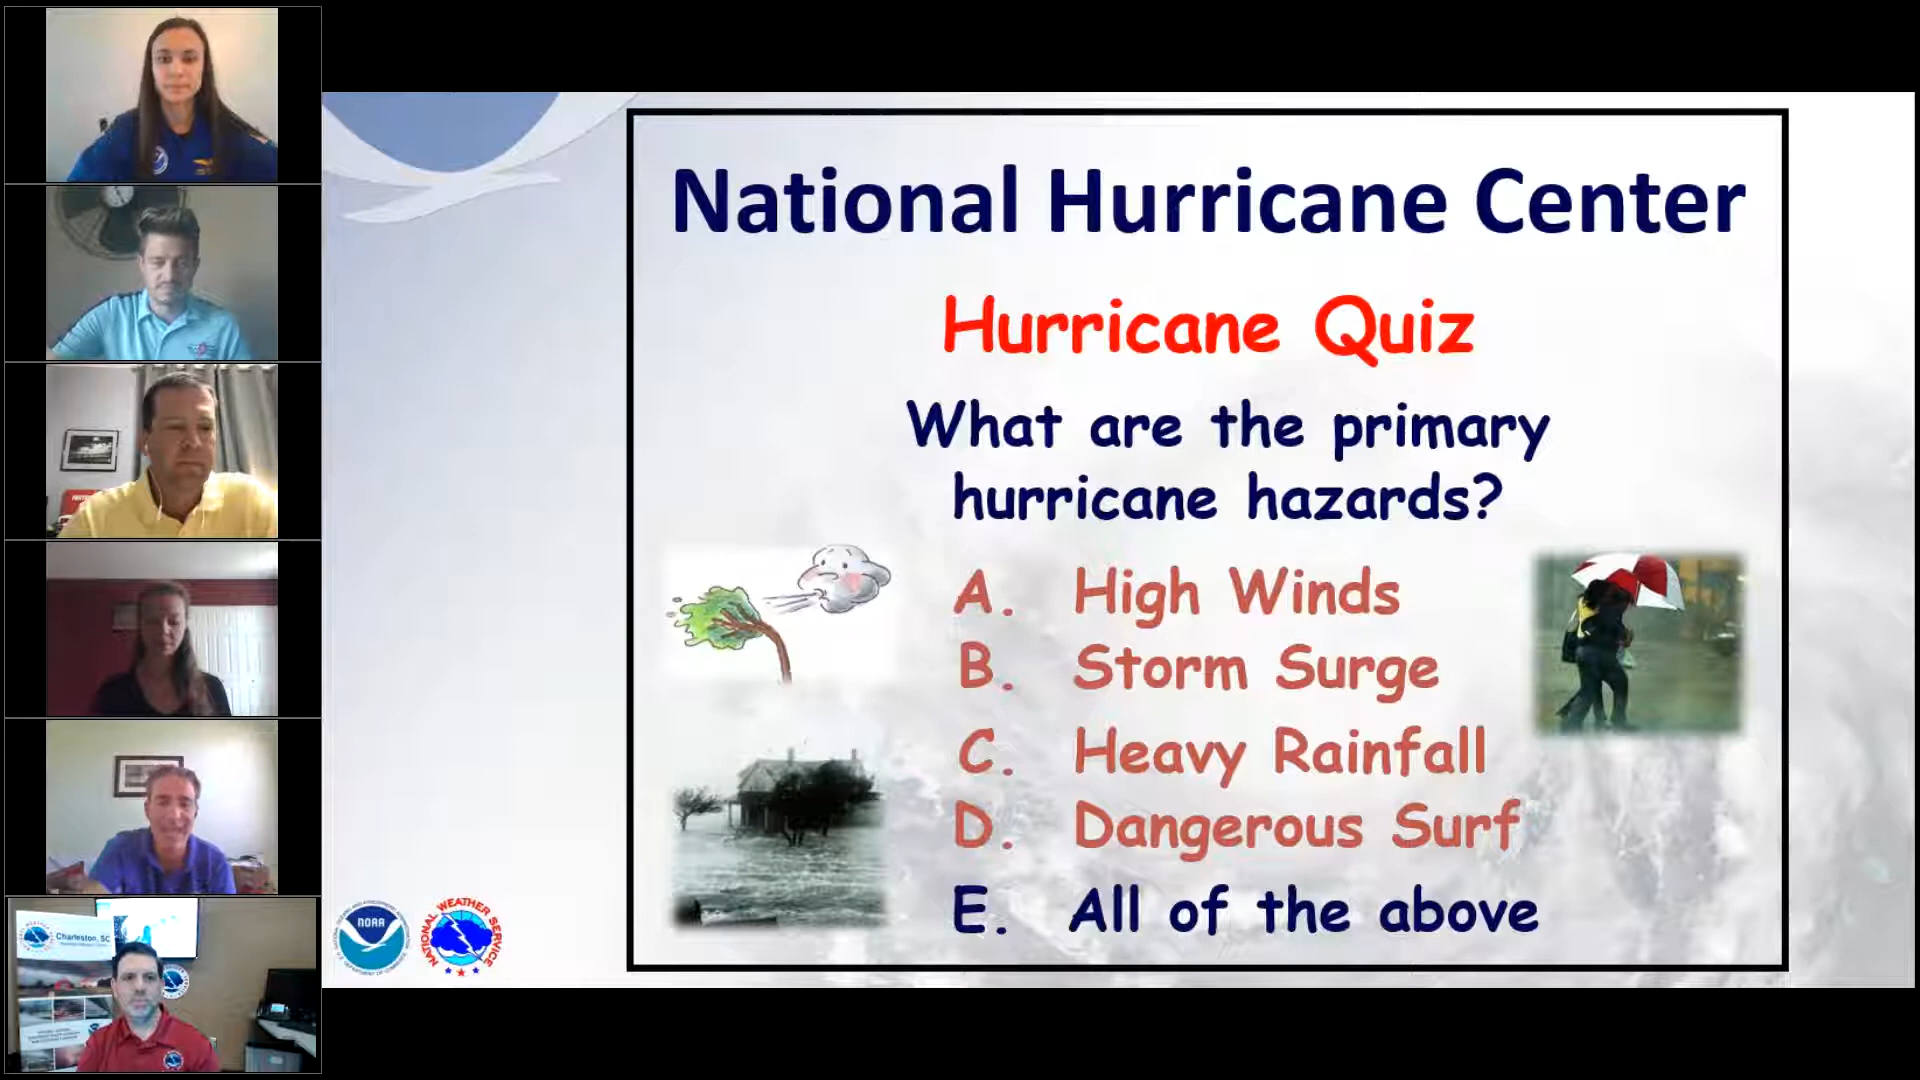 National Hurricane Center
Hurricane Quiz
What are the primary
hurricane hazards?
A. High Winds
B. Storm Surge
C. Heavy Rainfall
D. Dangerous Surf
E. All of the above
NOAA
NATIONAL WEATHER SERVICE
Charleston, SC